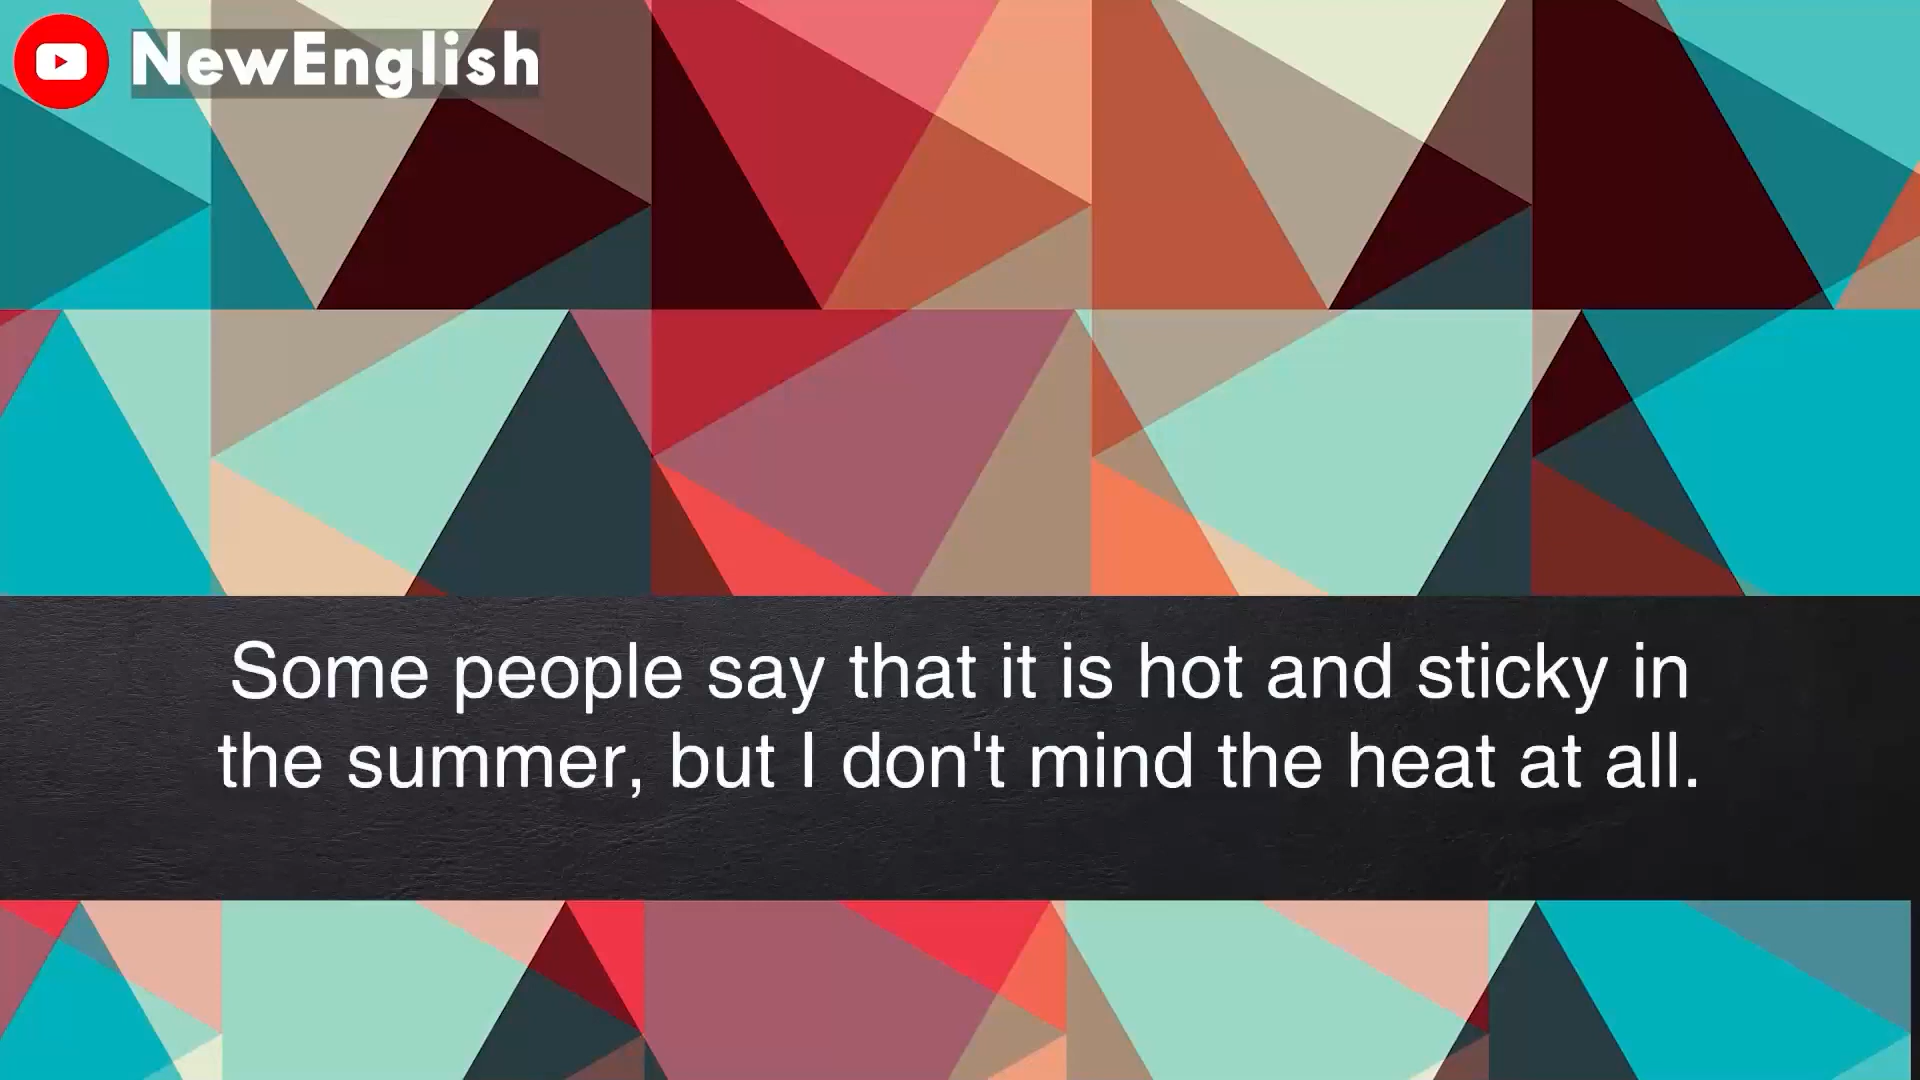 NewEnglish
Some people say that it is hot and sticky in
the summer, but I don't mind the heat at all.